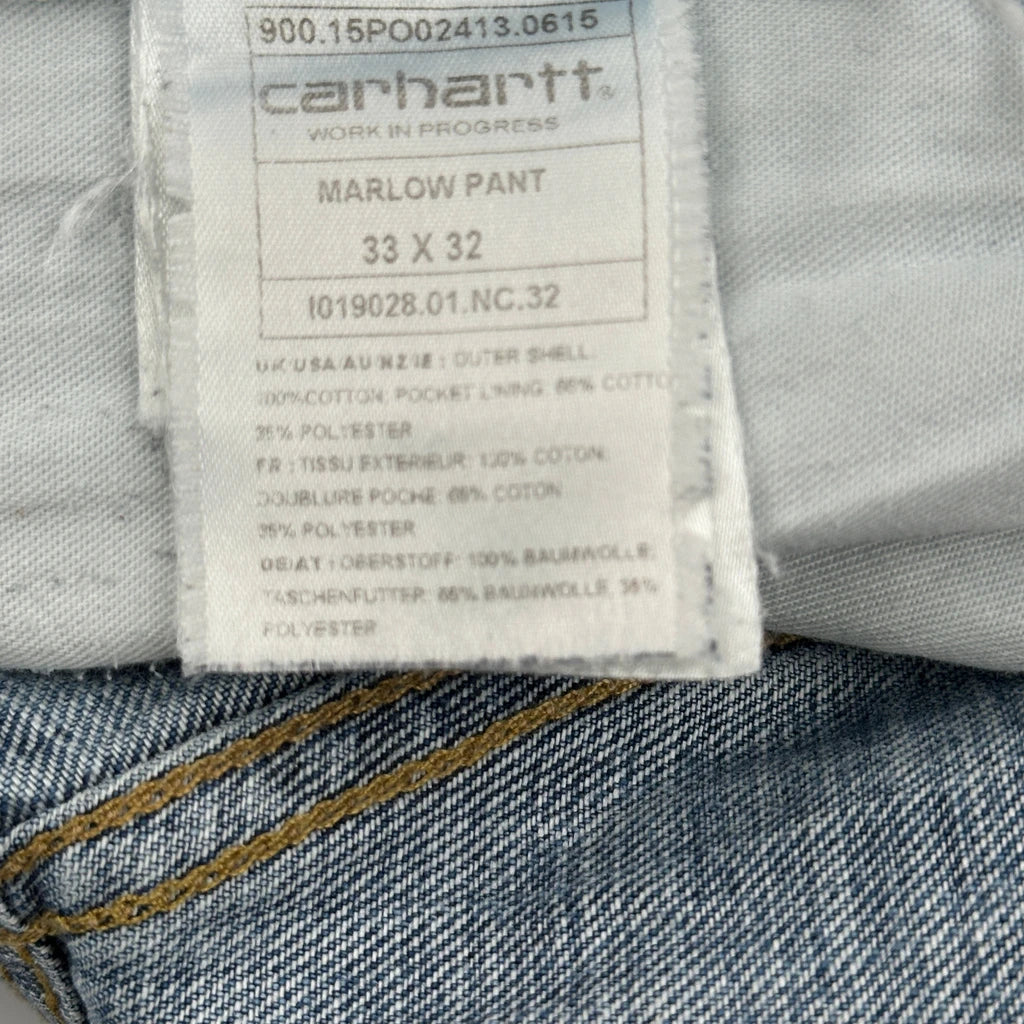 900.15PO02413.0615
carhartt®
WORK IN PROGRESS
MARLOW PANT
33 X 32
I019028.01.NC.32
UK/USA/AU/NZ/IE : OUTER SHELL:
100%COTTON, POCKET LINING: 65% COTTO
35% POLYESTER
FR : TISSU EXTERIEUR: 100% COTON,
DOUBLURE POCHE: 65% COTON
35% POLYESTER
DE/AT : OBERSTOFF: 100% BAUMWOLLE:
TASCHENFUTTER: 65% BAUMWOLLE, 35%
POLYESTER